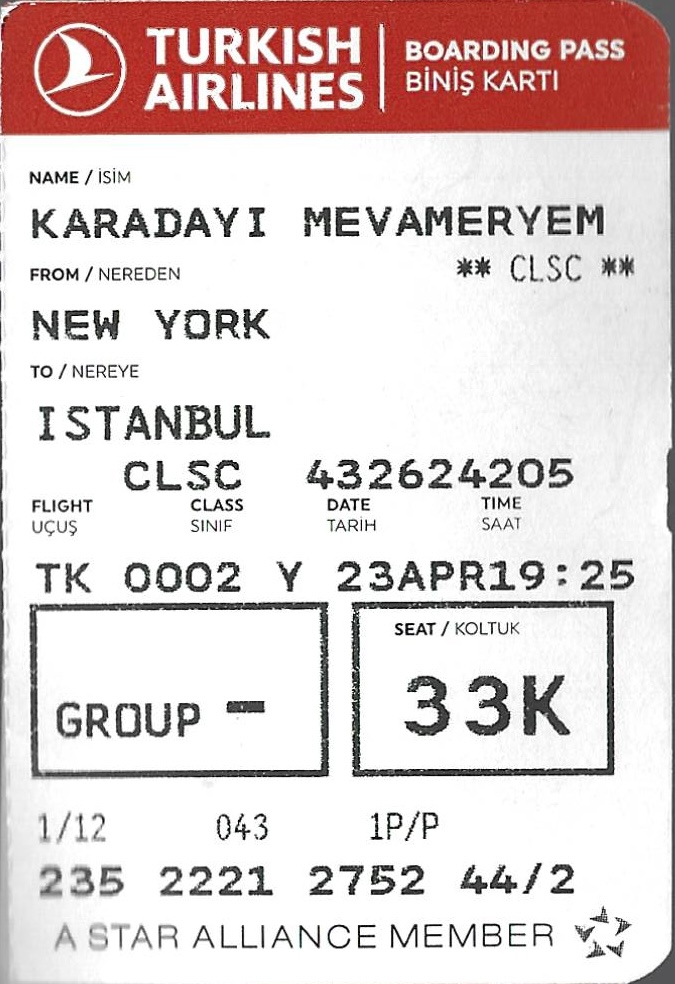 TURKISH AIRLINES
BOARDING PASS
BİNİŞ KARTI
NAME / İSİM
KARADAYI MEVAMERYEM
** CLSC **
FROM / NEREDEN
NEW YORK
TO / NEREYE
ISTANBUL
CLSC 432624205
FLIGHT CLASS DATE TIME
UÇUŞ SINIF TARİH SAAT
TK 0002 Y 23APR19:25
SEAT / KOLTUK
GROUP - 33K
1/12 043 1P/P
235 2221 2752 44/2
A STAR ALLIANCE MEMBER